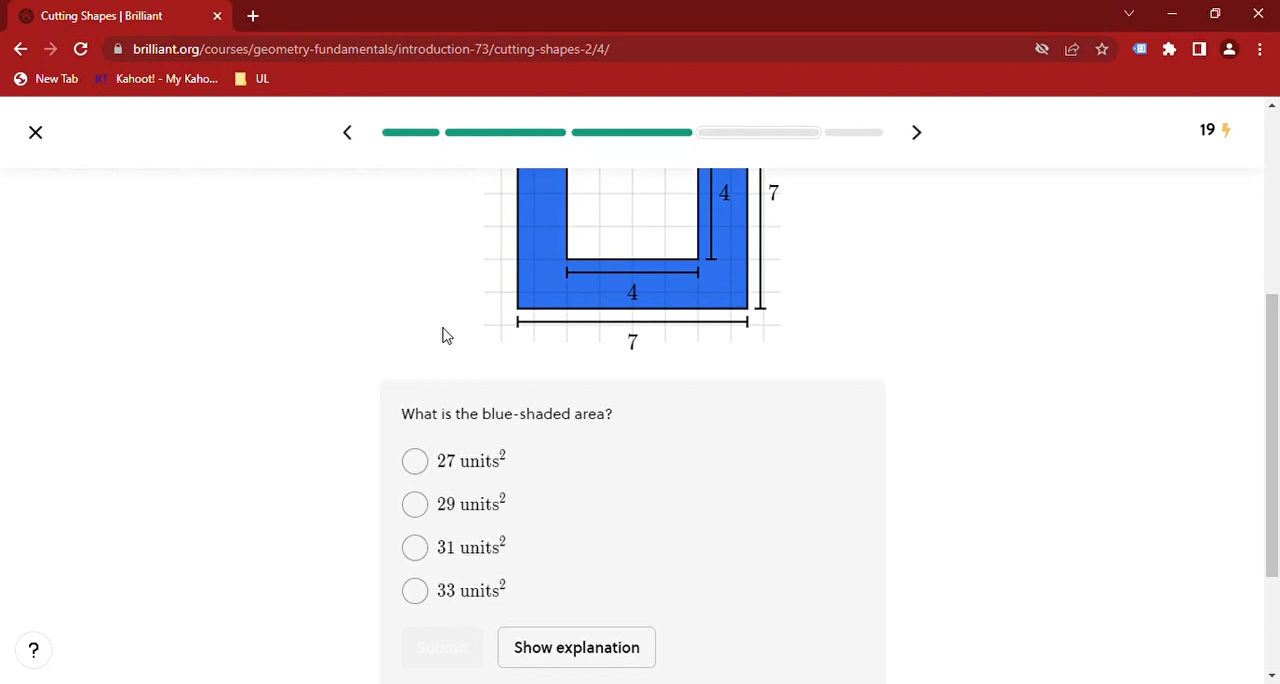 Cutting Shapes | Brilliant
brilliant.org/courses/geometry-fundamentals/introduction-73/cutting-shapes-2/4/
New Tab
K! Kahoot! - My Kaho...
UL
19
4
7
4
7
What is the blue-shaded area?
27 units²
29 units²
31 units²
33 units²
Submit
Show explanation
?